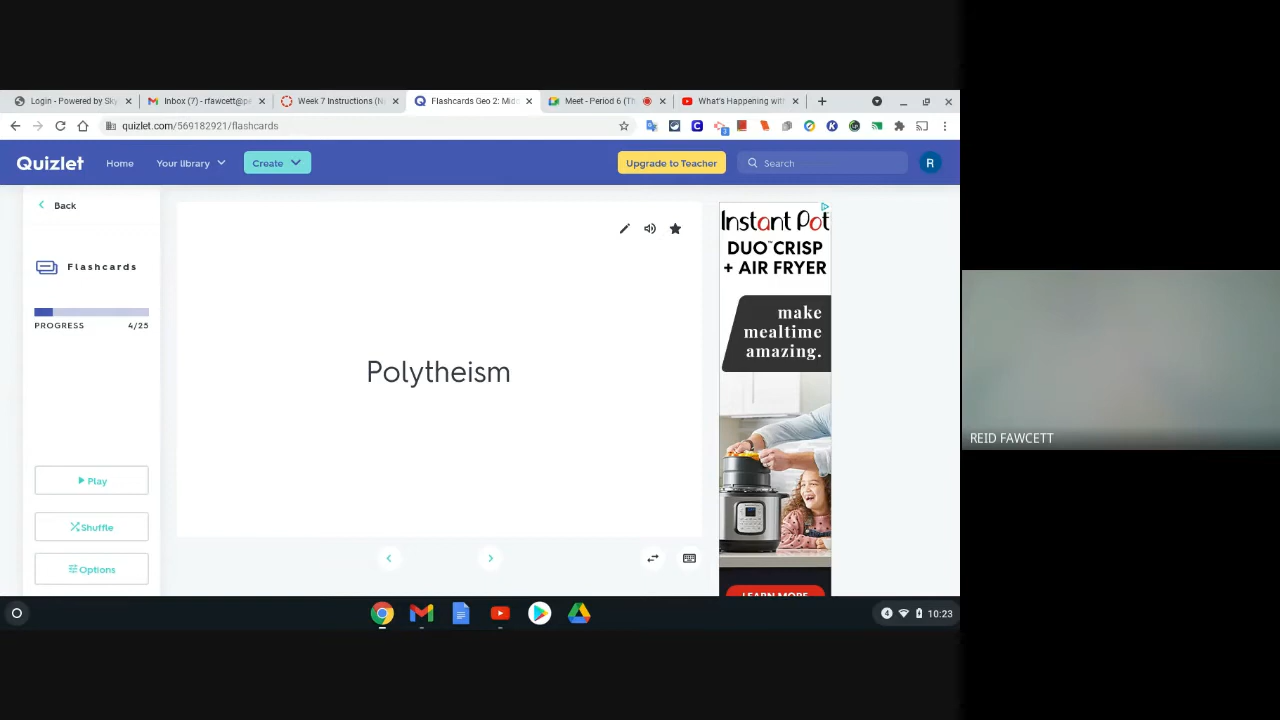 Login - Powered by Sky
Inbox (7) - rfawcett@p
Week 7 Instructions (N
Flashcards Geo 2: Midd
Meet - Period 6 (Th
What's Happening with
quizlet.com/569182921/flashcards
Quizlet
Home
Your library
Create
Upgrade to Teacher
Search
R
Back
Flashcards
PROGRESS 4/25
Play
Shuffle
Options
Polytheism
Instant Pot
DUO CRISP
+ AIR FRYER
make
mealtime
amazing.
LEARN MORE
REID FAWCETT
4
10:23